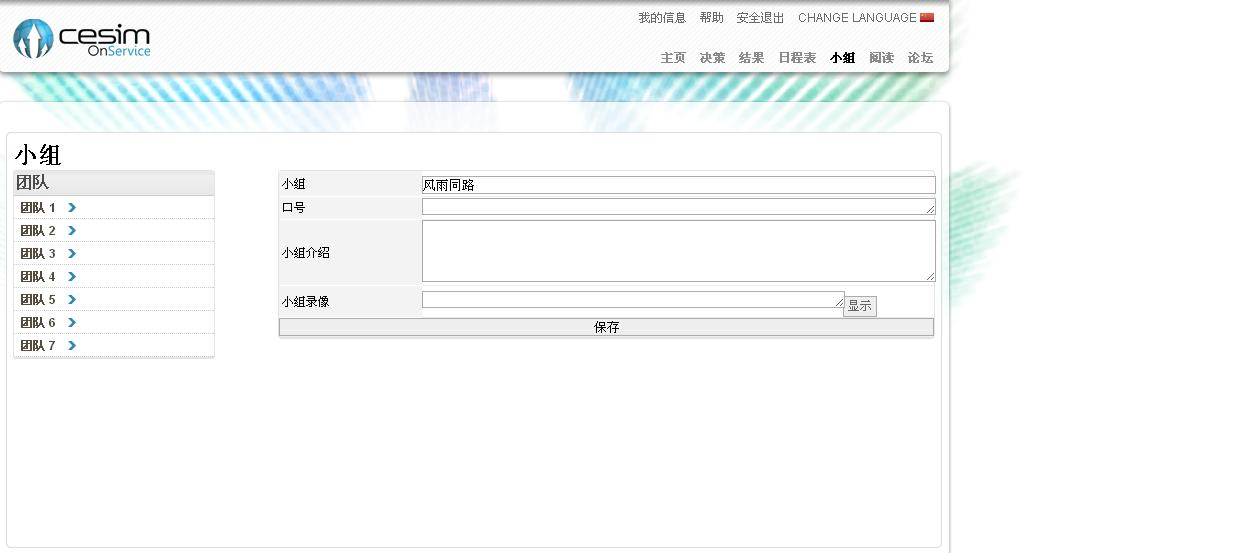 我的信息 帮助 安全退出 CHANGE LANGUAGE
cesim
OnService
主页 决策 结果 日程表 小组 阅读 论坛
小组
团队
团队 1
团队 2
团队 3
团队 4
团队 5
团队 6
团队 7
小组 风雨同路
口号
小组介绍
小组录像 显示
保存